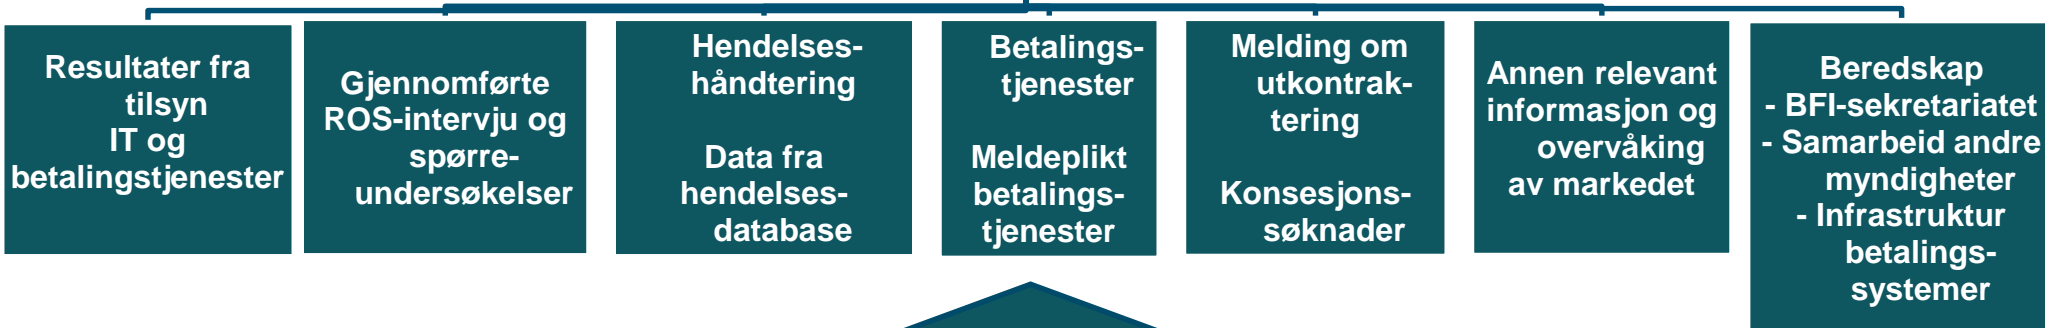 Resultater fra
tilsyn
IT og
betalingstjenester
Gjennomførte
ROS-intervju og
spørre-
undersøkelser
Hendelses-
håndtering
Data fra
hendelses-
database
Betalings-
tjenester
Meldeplikt
betalings-
tjenester
Melding om
utkontrak-
tering
Konsesjons-
søknader
Annen relevant
informasjon og
overvåking
av markedet
Beredskap
- BFI-sekretariatet
- Samarbeid andre
myndigheter
- Infrastruktur
betalings-
systemer